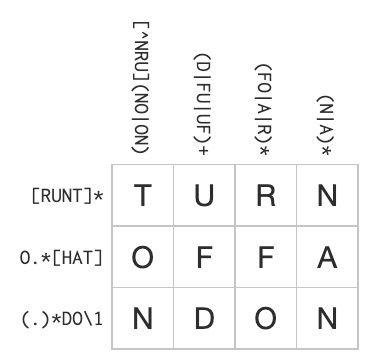 [^NRU](NO|ON)
(D|FU|UF)+
(FO|A|R)*
(N|A)*
[RUNT]* T U R N
O.*[HAT] O F F A
(.)*DO\1 N D O N